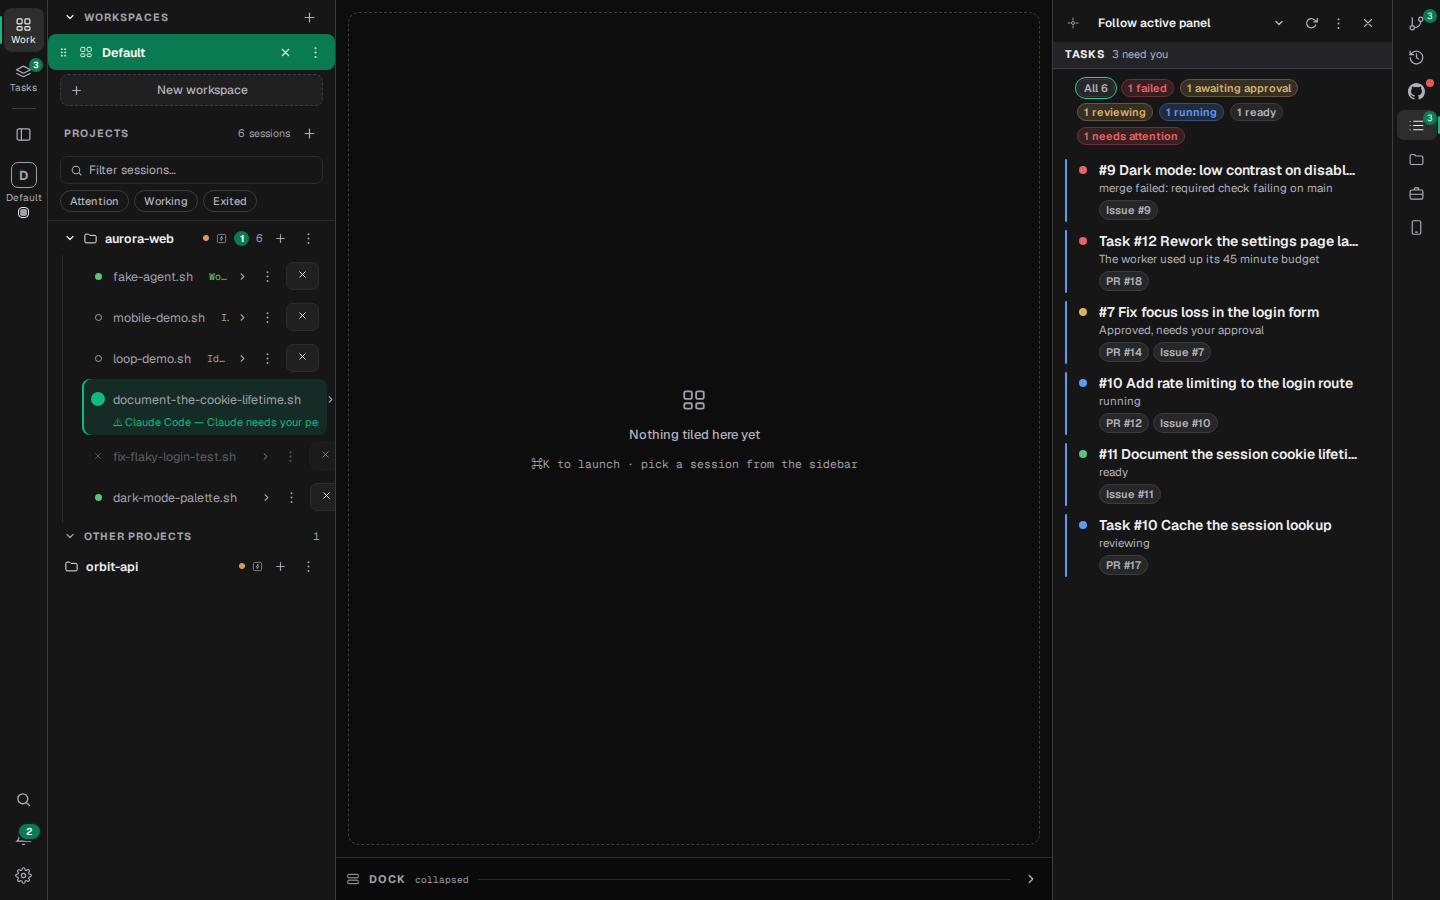 Work
Tasks
3
D
Default
2
WORKSPACES
Default
New workspace
PROJECTS
6 sessions
Filter sessions…
Attention
Working
Exited
aurora-web
1
6
fake-agent.sh
Wo…
mobile-demo.sh
I.
loop-demo.sh
Id…
document-the-cookie-lifetime.sh
⚠ Claude Code — Claude needs your pe
fix-flaky-login-test.sh
dark-mode-palette.sh
OTHER PROJECTS
1
orbit-api
Nothing tiled here yet
⌘K to launch · pick a session from the sidebar
DOCK
collapsed
Follow active panel
TASKS 3 need you
All 6
1 failed
1 awaiting approval
1 reviewing
1 running
1 ready
1 needs attention
#9 Dark mode: low contrast on disabl…
merge failed: required check failing on main
Issue #9
Task #12 Rework the settings page la…
The worker used up its 45 minute budget
PR #18
#7 Fix focus loss in the login form
Approved, needs your approval
PR #14
Issue #7
#10 Add rate limiting to the login route
running
PR #12
Issue #10
#11 Document the session cookie lifeti…
ready
Issue #11
Task #10 Cache the session lookup
reviewing
PR #17
3
3